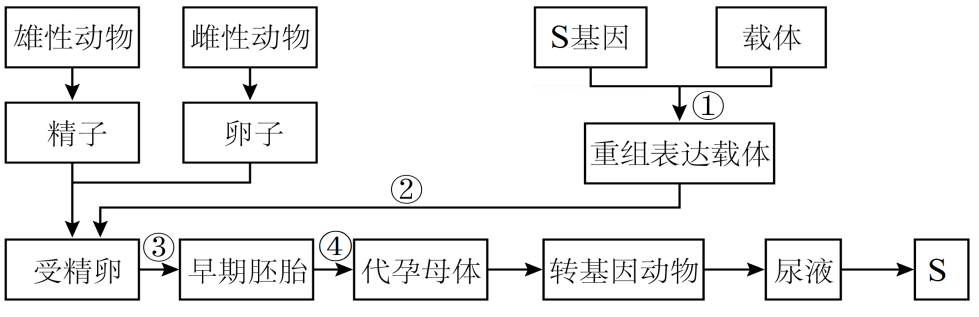 雄性动物
雌性动物
S基因
载体
①
精子
卵子
重组表达载体
②
受精卵
③
早期胚胎
④
代孕母体
转基因动物
尿液
S